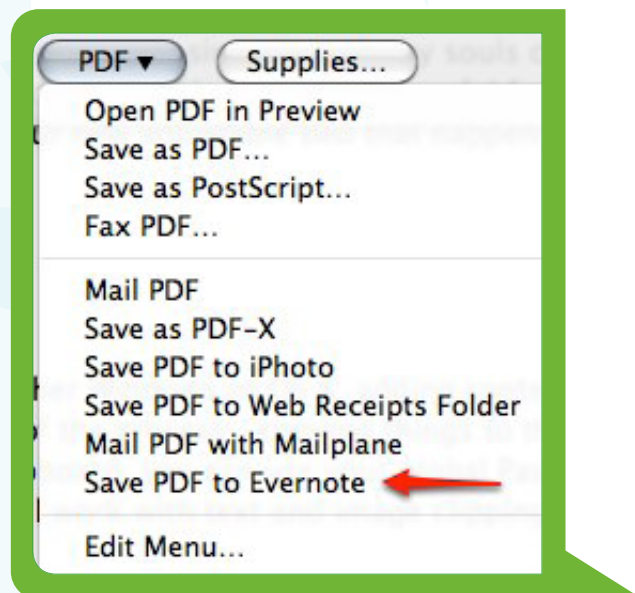 PDF ▼ Supplies...
Open PDF in Preview
Save as PDF...
Save as PostScript...
Fax PDF...
Mail PDF
Save as PDF-X
Save PDF to iPhoto
Save PDF to Web Receipts Folder
Mail PDF with Mailplane
Save PDF to Evernote
Edit Menu...